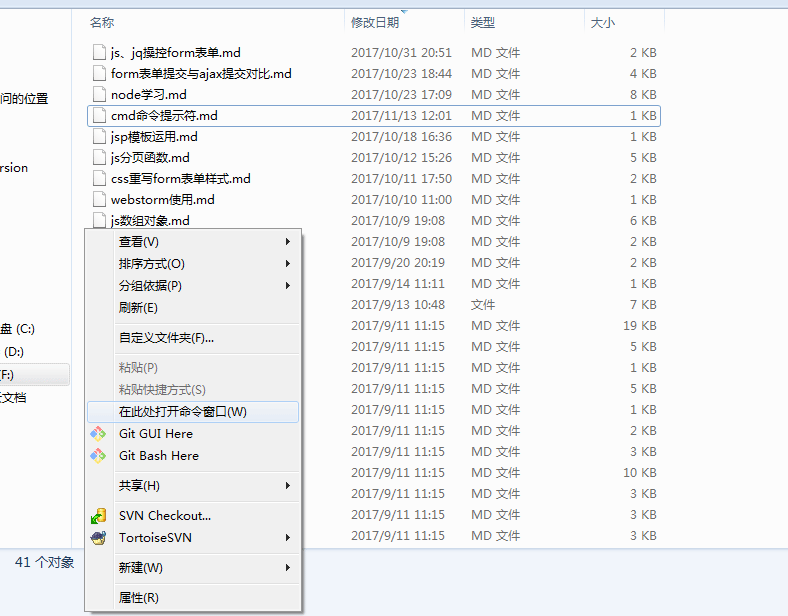 名称 修改日期 类型 大小
js、jq操控form表单.md 2017/10/31 20:51 MD 文件 2 KB
form表单提交与ajax提交对比.md 2017/10/23 18:44 MD 文件 4 KB
node学习.md 2017/10/23 17:09 MD 文件 8 KB
问的位置
cmd命令提示符.md 2017/11/13 12:01 MD 文件 1 KB
jsp模板运用.md 2017/10/18 16:36 MD 文件 1 KB
js分页函数.md 2017/10/12 15:26 MD 文件 5 KB
rsion
css重写form表单样式.md 2017/10/11 17:50 MD 文件 2 KB
webstorm使用.md 2017/10/10 11:00 MD 文件 1 KB
js数组对象.md 2017/10/9 19:08 MD 文件 6 KB
2017/10/9 19:08 MD 文件 2 KB
2017/9/20 20:19 MD 文件 2 KB
2017/9/14 11:11 MD 文件 1 KB
2017/9/13 10:48 文件 7 KB
2017/9/11 11:15 MD 文件 19 KB
2017/9/11 11:15 MD 文件 5 KB
2017/9/11 11:15 MD 文件 1 KB
2017/9/11 11:15 MD 文件 5 KB
2017/9/11 11:15 MD 文件 1 KB
2017/9/11 11:15 MD 文件 2 KB
2017/9/11 11:15 MD 文件 3 KB
2017/9/11 11:15 MD 文件 10 KB
2017/9/11 11:15 MD 文件 3 KB
2017/9/11 11:15 MD 文件 3 KB
2017/9/11 11:15 MD 文件 3 KB
盘 (C:)
(D:)
F:)
文档
查看(V)
排序方式(O)
分组依据(P)
刷新(E)
自定义文件夹(F)...
粘贴(P)
粘贴快捷方式(S)
在此处打开命令窗口(W)
Git GUI Here
Git Bash Here
共享(H)
SVN Checkout...
TortoiseSVN
新建(W)
属性(R)
41 个对象